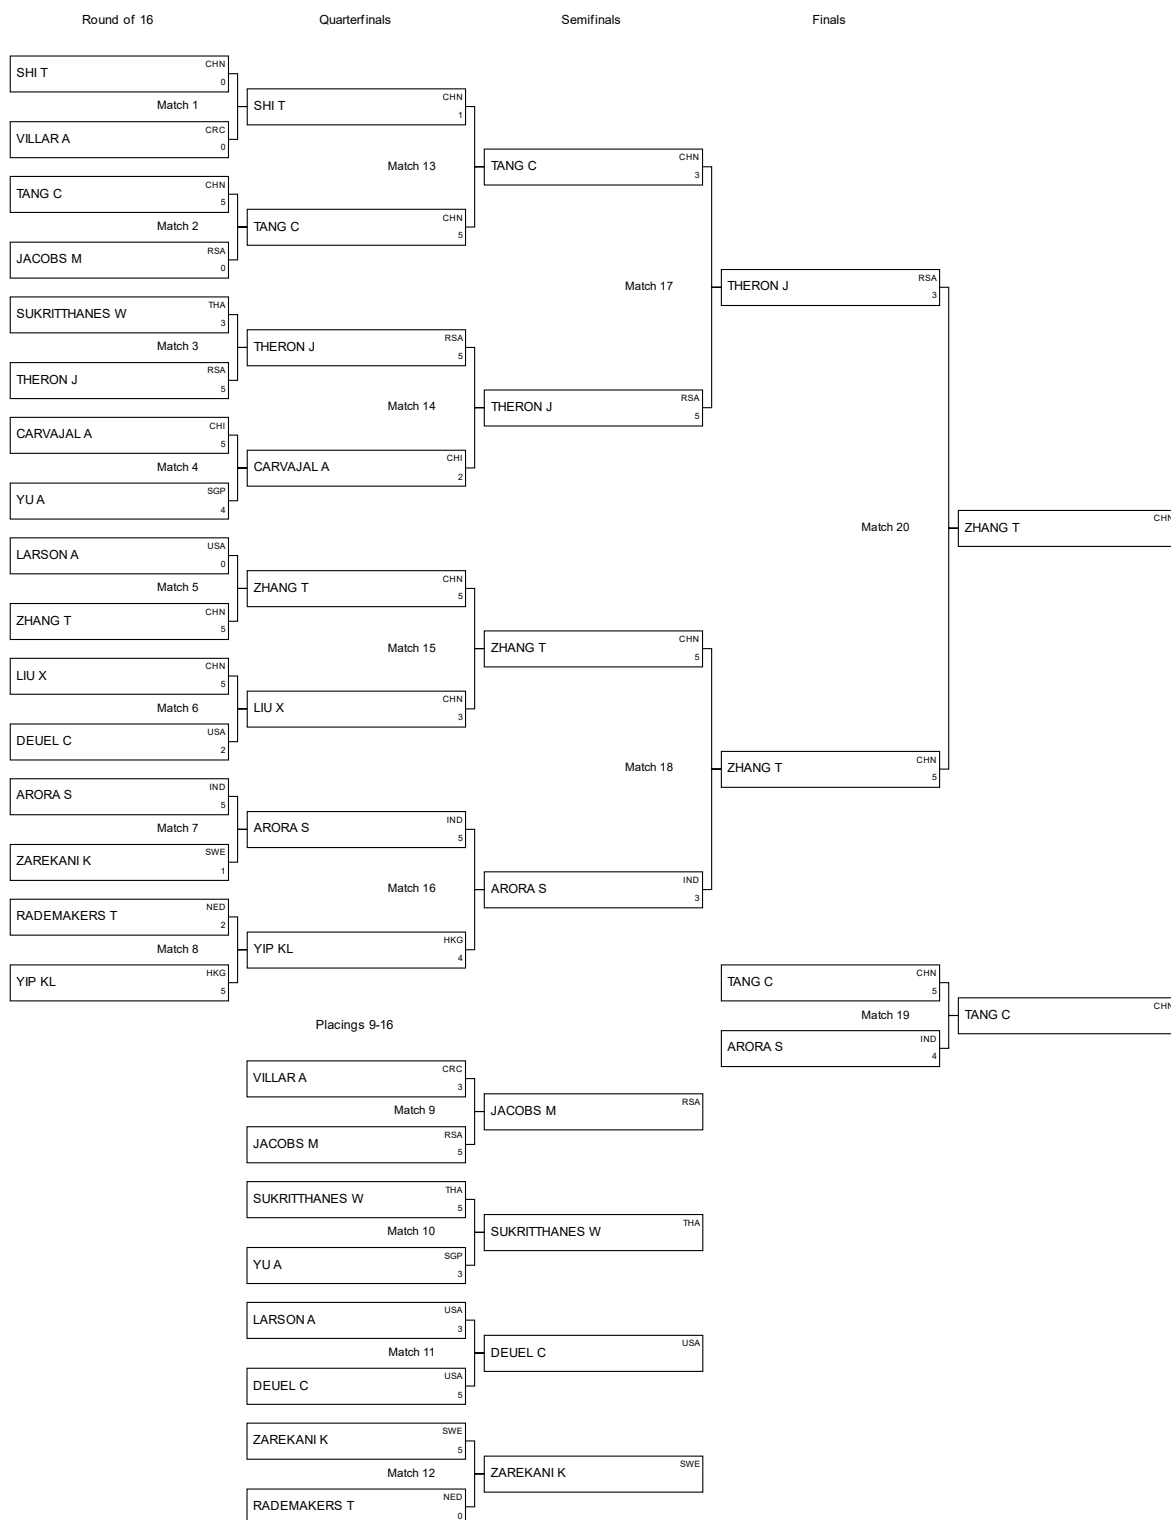 Round of 16 Quarterfinals Semifinals Finals
SHI T CHN 0
Match 1
VILLAR A CRC 0
SHI T CHN 1
Match 13
TANG C CHN 5
Match 2
JACOBS M RSA 0
TANG C CHN 5
TANG C CHN 3
Match 17
SUKRITTHANES W THA 3
Match 3
THERON J RSA 5
THERON J RSA 5
Match 14
CARVAJAL A CHI 5
Match 4
YU A SGP 4
CARVAJAL A CHI 2
THERON J RSA 5
THERON J RSA 3
Match 20
ZHANG T CHN
LARSON A USA 0
Match 5
ZHANG T CHN 5
ZHANG T CHN 5
Match 15
LIU X CHN 5
Match 6
DEUEL C USA 2
LIU X CHN 3
ZHANG T CHN 5
Match 18
ZHANG T CHN 5
ARORA S IND 5
Match 7
ZAREKANI K SWE 1
ARORA S IND 5
Match 16
RADEMAKERS T NED 2
Match 8
YIP KL HKG 5
YIP KL HKG 4
ARORA S IND 3
TANG C CHN 5
Match 19
ARORA S IND 4
TANG C CHN
Placings 9-16
VILLAR A CRC 3
Match 9
JACOBS M RSA 5
JACOBS M RSA
SUKRITTHANES W THA 5
Match 10
YU A SGP 3
SUKRITTHANES W THA
LARSON A USA 3
Match 11
DEUEL C USA 5
DEUEL C USA
ZAREKANI K SWE 5
Match 12
RADEMAKERS T NED 0
ZAREKANI K SWE